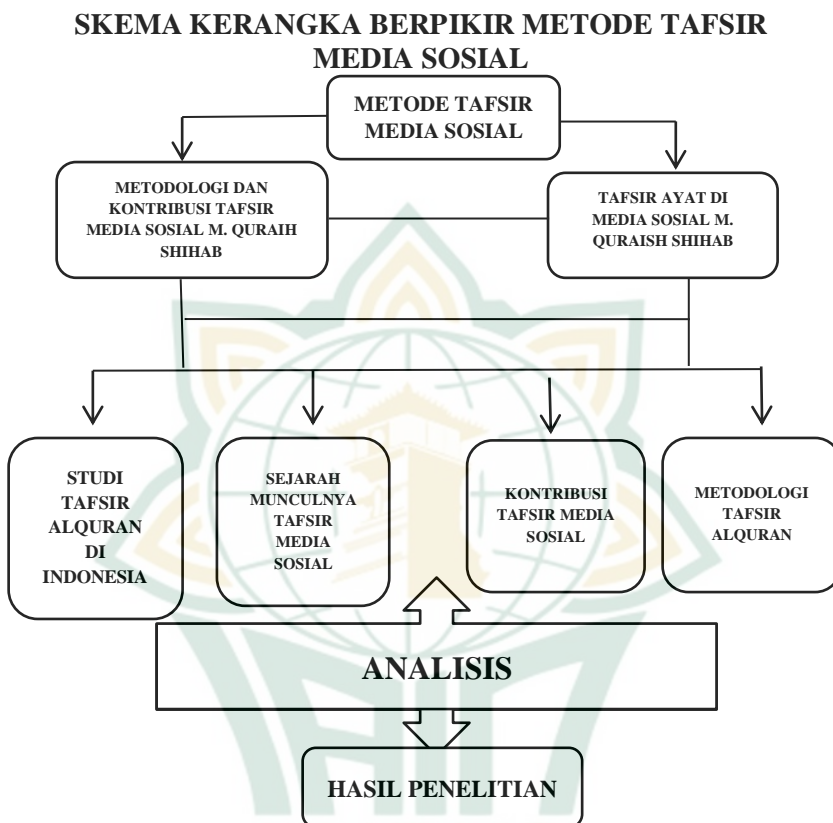 SKEMA KERANGKA BERPIKIR METODE TAFSIR
MEDIA SOSIAL
METODE TAFSIR
MEDIA SOSIAL
METODOLOGI DAN
KONTRIBUSI TAFSIR
MEDIA SOSIAL M. QURAIH
SHIHAB
TAFSIR AYAT DI
MEDIA SOSIAL M.
QURAISH SHIHAB
STUDI
TAFSIR
ALQURAN
DI
INDONESIA
SEJARAH
MUNCULNYA
TAFSIR
MEDIA
SOSIAL
KONTRIBUSI
TAFSIR MEDIA
SOSIAL
METODOLOGI
TAFSIR
ALQURAN
ANALISIS
HASIL PENELITIAN